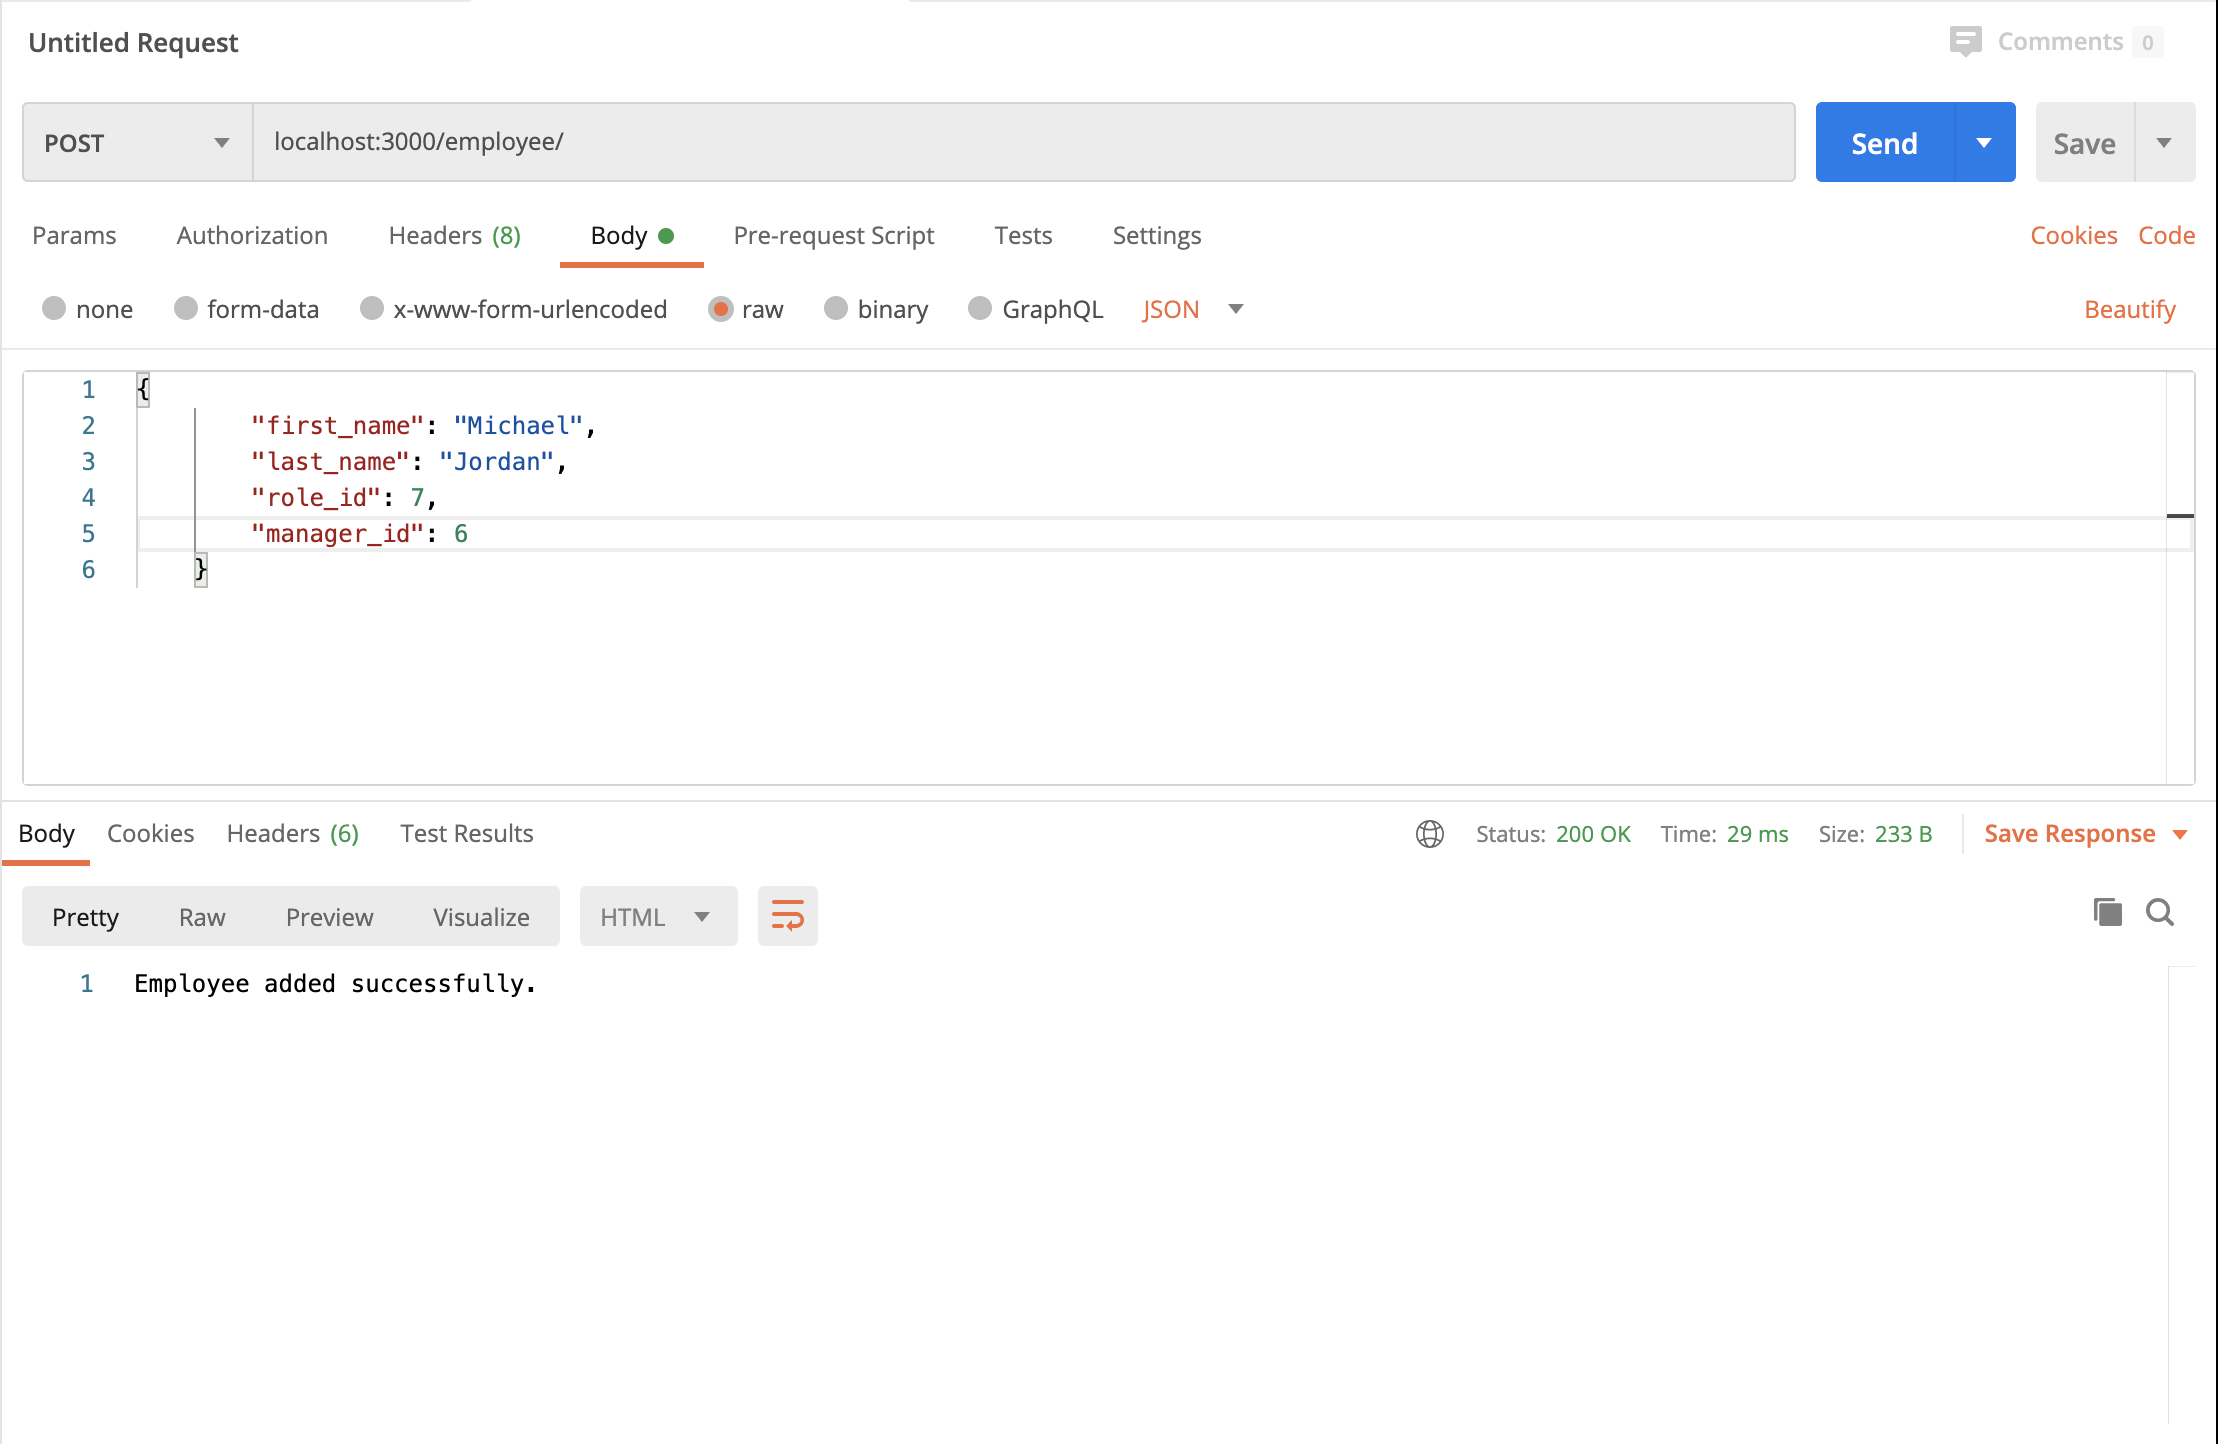 Untitled Request
Comments 0
POST localhost:3000/employee/ Send Save
Params Authorization Headers (8) Body Pre-request Script Tests Settings Cookies Code
none form-data x-www-form-urlencoded raw binary GraphQL JSON Beautify
1 {
2 "first_name": "Michael",
3 "last_name": "Jordan",
4 "role_id": 7,
5 "manager_id": 6
6 }
Body Cookies Headers (6) Test Results Status: 200 OK Time: 29 ms Size: 233 B Save Response
Pretty Raw Preview Visualize HTML
1 Employee added successfully.